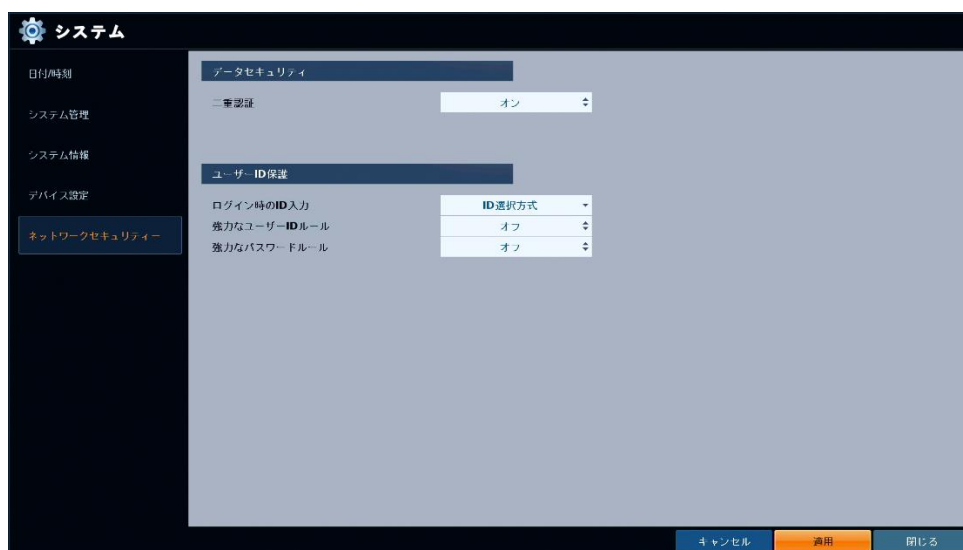 システム
日付/時刻
システム管理
システム情報
デバイス設定
ネットワークセキュリティー
データセキュリティ
二重認証 オン
ユーザーID保護
ログイン時のID入力 ID選択方式
強力なユーザーIDルール オフ
強力なパスワードルール オフ
キャンセル 適用 閉じる